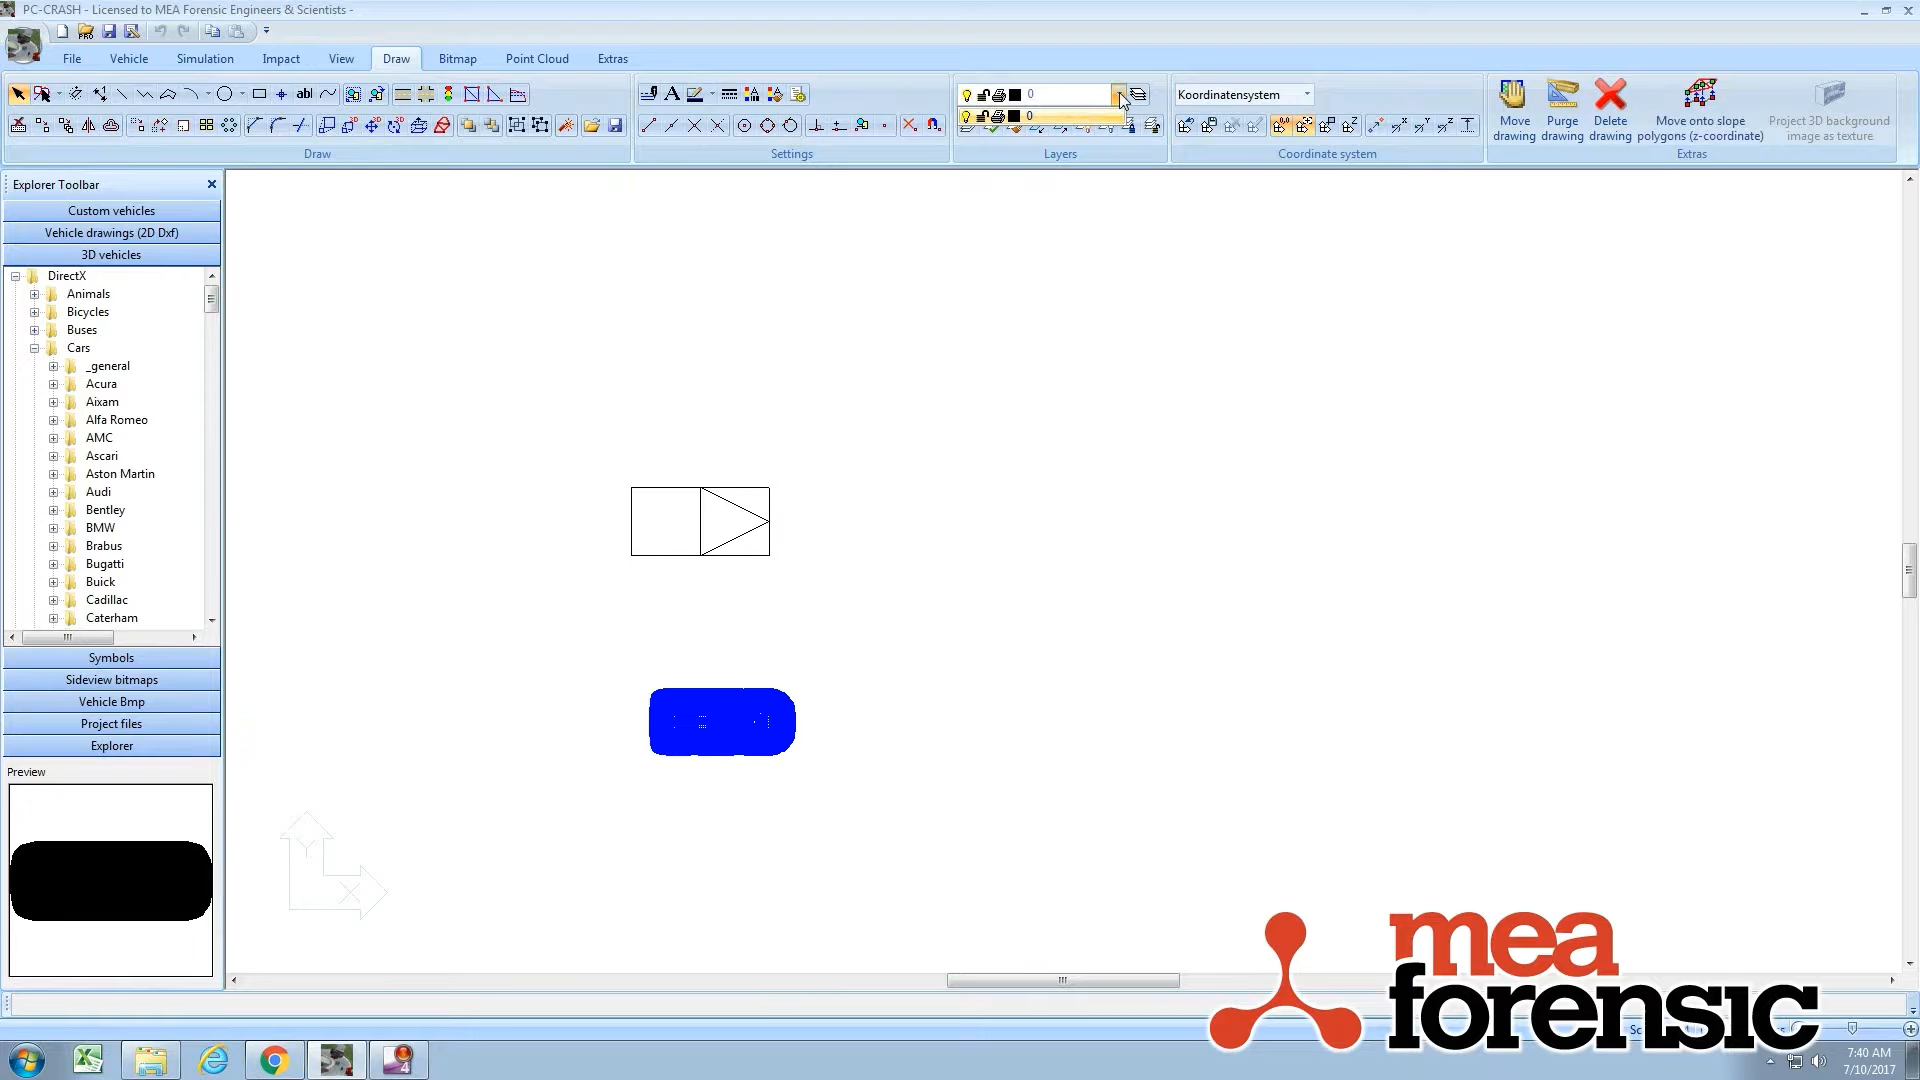 PC-CRASH - Licensed to MEA Forensic Engineers & Scientists -
File Vehicle Simulation Impact View Draw Bitmap Point Cloud Extras
0
0
Koordinatensystem
Move drawing
Purge drawing
Delete drawing
Move onto slope polygons (z-coordinate)
Project 3D background image as texture
Draw Settings Layers Coordinate system Extras
Explorer Toolbar
Custom vehicles
Vehicle drawings (2D Dxf)
3D vehicles
DirectX
Animals
Bicycles
Buses
Cars
_general
Acura
Aixam
Alfa Romeo
AMC
Ascari
Aston Martin
Audi
Bentley
BMW
Brabus
Bugatti
Buick
Cadillac
Caterham
Symbols
Sideview bitmaps
Vehicle Bmp
Project files
Explorer
Preview
Y
X
mea
forensic
7:40 AM
7/10/2017